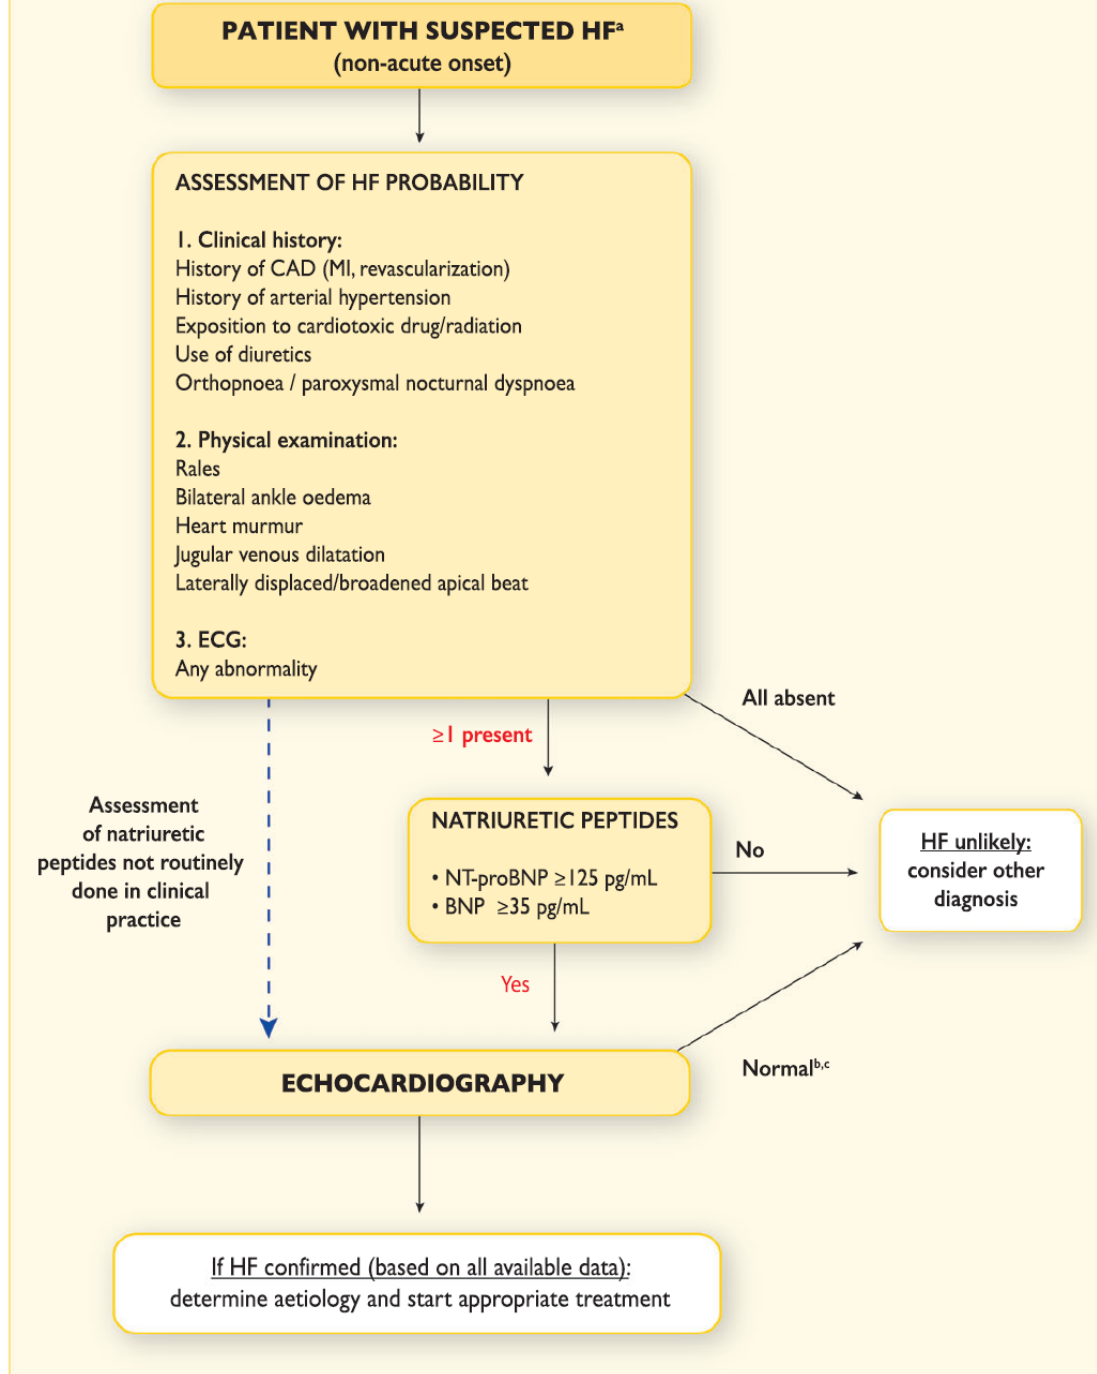 PATIENT WITH SUSPECTED HFᵃ
(non-acute onset)
ASSESSMENT OF HF PROBABILITY
1. Clinical history:
History of CAD (MI, revascularization)
History of arterial hypertension
Exposition to cardiotoxic drug/radiation
Use of diuretics
Orthopnoea / paroxysmal nocturnal dyspnoea
2. Physical examination:
Rales
Bilateral ankle oedema
Heart murmur
Jugular venous dilatation
Laterally displaced/broadened apical beat
3. ECG:
Any abnormality
All absent
≥1 present
Assessment
of natriuretic
peptides not routinely
done in clinical
practice
NATRIURETIC PEPTIDES
• NT-proBNP ≥125 pg/mL
• BNP ≥35 pg/mL
No
HF unlikely:
consider other
diagnosis
Yes
Normalᵇ,ᶜ
ECHOCARDIOGRAPHY
If HF confirmed (based on all available data):
determine aetiology and start appropriate treatment